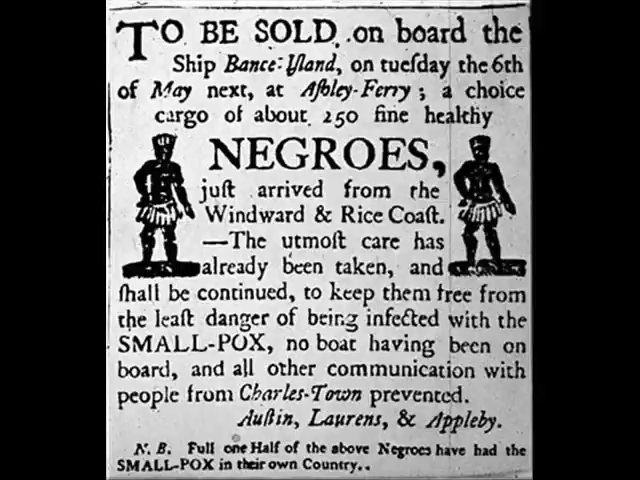 TO BE SOLD, on board the
Ship Bance-Yſland, on tueſday the 6th
of May next, at Aſhley-Ferry; a choice
cargo of about 250 fine healthy
NEGROES,
juſt arrived from the
Windward & Rice Coaſt.
—The utmoſt care has
already been taken, and
ſhall be continued, to keep them free from
the leaſt danger of being infected with the
SMALL-POX, no boat having been on
board, and all other communication with
people from Charles-Town prevented.
Auſtin, Laurens, & Appleby.
N. B. Full one Half of the above Negroes have had the
SMALL-POX in their own Country.